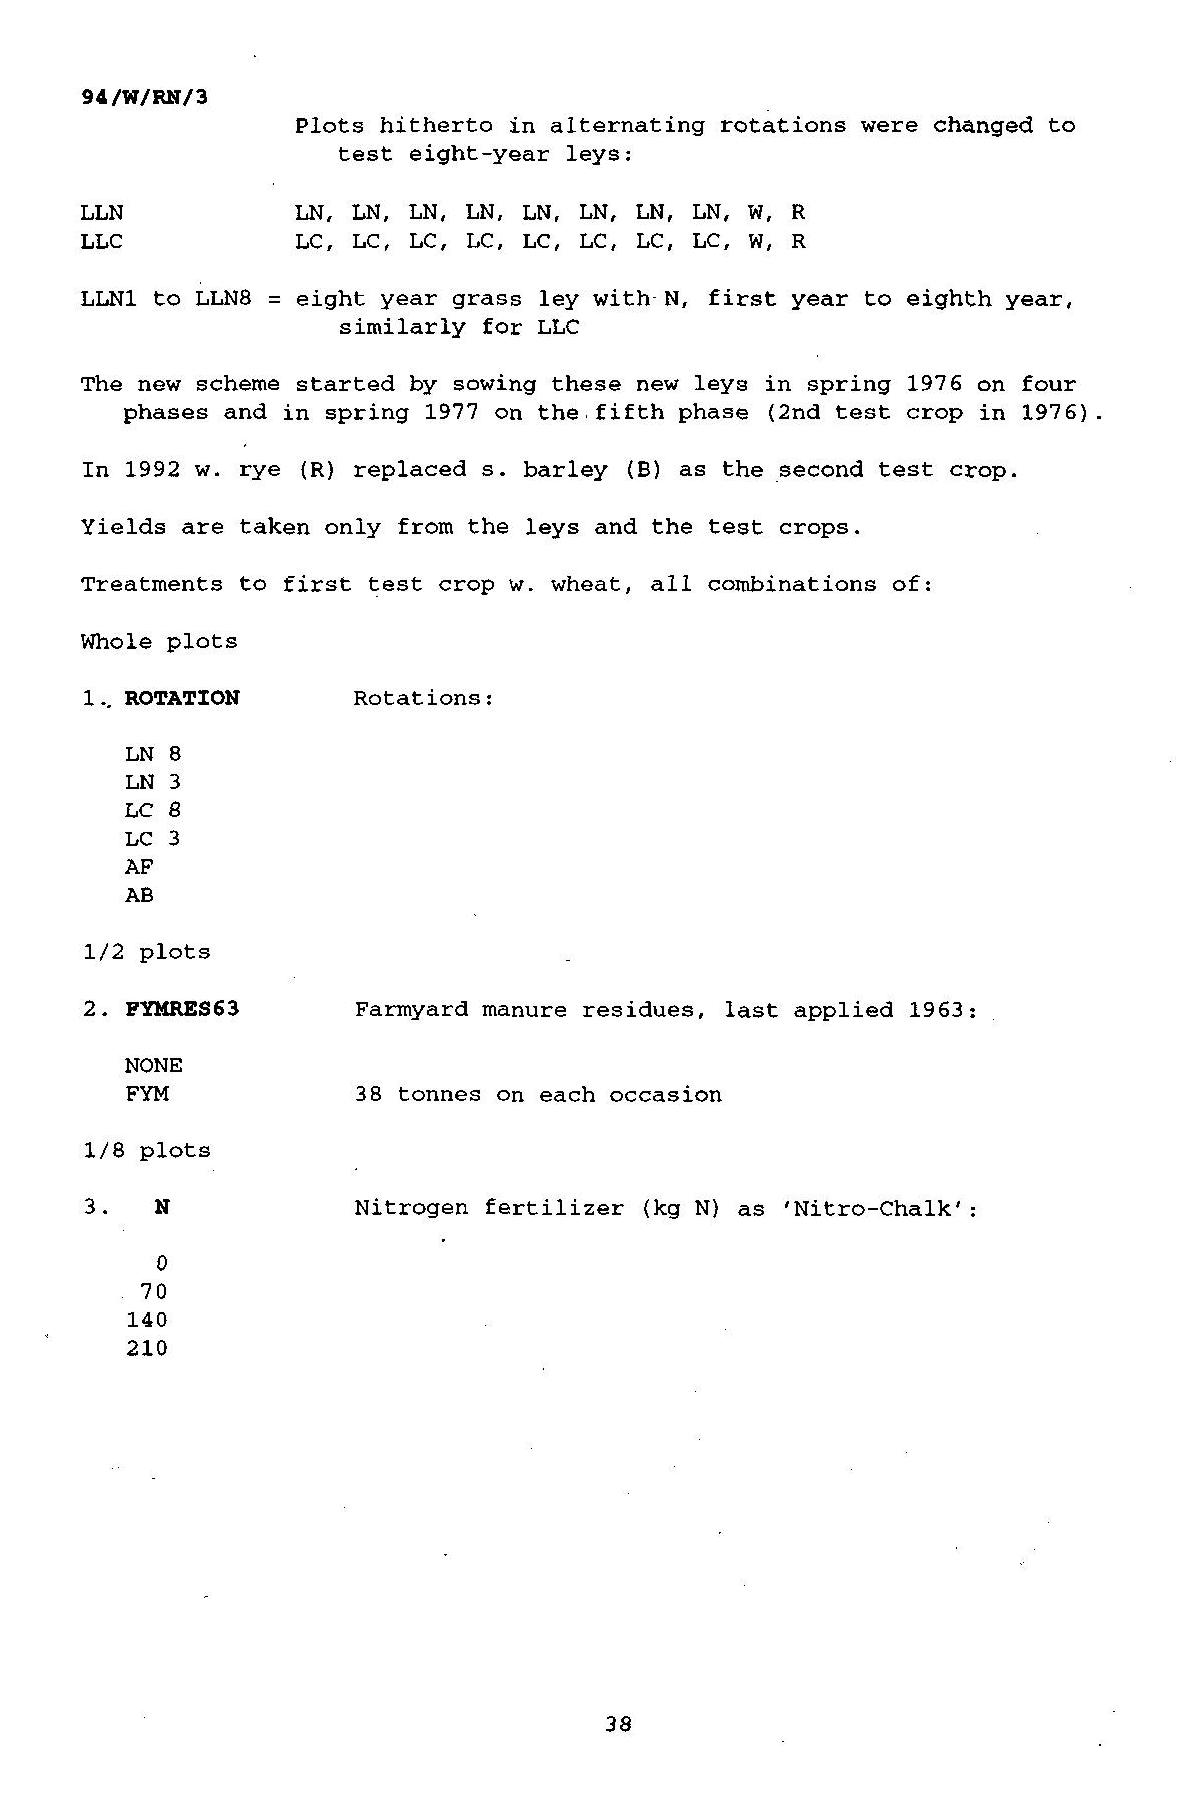 94/W/RN/3
Plots hitherto in alternating rotations were changed to
test eight-year leys:
LLN LN, LN, LN, LN, LN, LN, LN, LN, W, R
LLC LC, LC, LC, LC, LC, LC, LC, LC, W, R
LLN1 to LLN8 = eight year grass ley with N, first year to eighth year,
similarly for LLC
The new scheme started by sowing these new leys in spring 1976 on four
phases and in spring 1977 on the fifth phase (2nd test crop in 1976).
In 1992 w. rye (R) replaced s. barley (B) as the second test crop.
Yields are taken only from the leys and the test crops.
Treatments to first test crop w. wheat, all combinations of:
Whole plots
1. ROTATION Rotations:
LN 8
LN 3
LC 8
LC 3
AF
AB
1/2 plots
2. FYMRES63 Farmyard manure residues, last applied 1963:
NONE
FYM 38 tonnes on each occasion
1/8 plots
3. N Nitrogen fertilizer (kg N) as 'Nitro-Chalk':
0
70
140
210
38